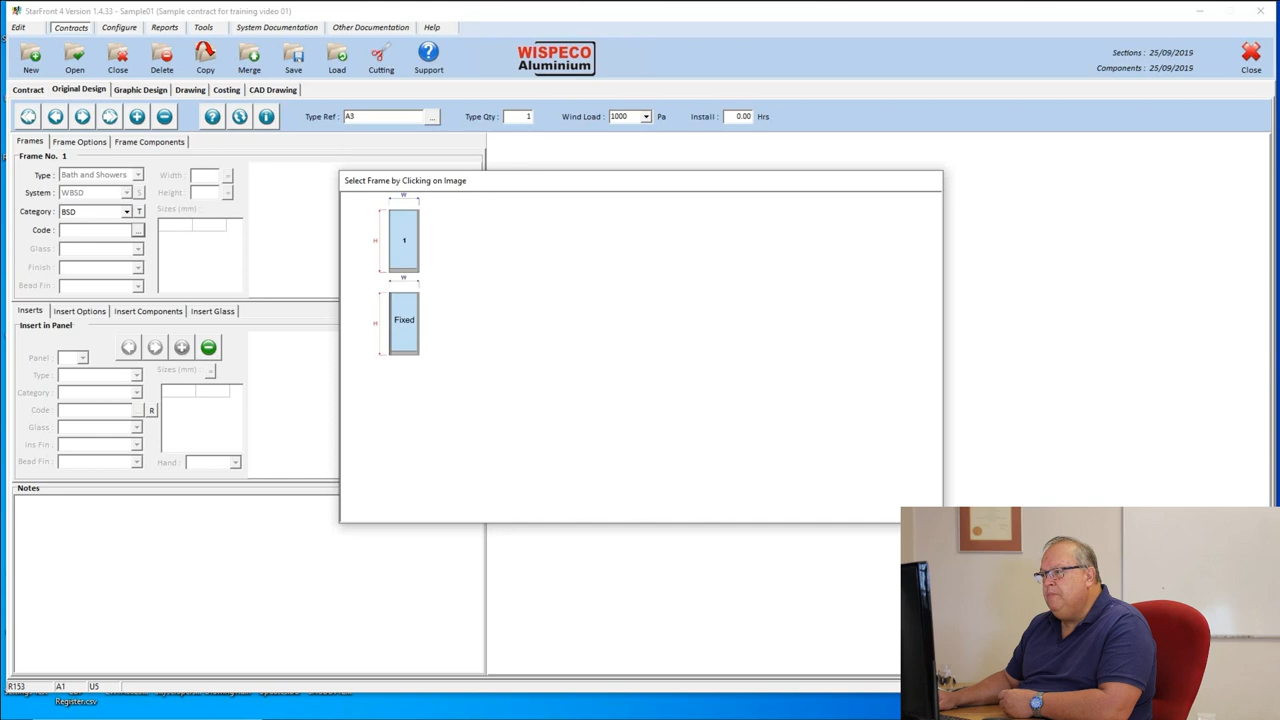 StarFront 4 Version 1.4.33 - Sample01 (Sample contract for training video 01)
Edit Contracts Configure Reports Tools System Documentation Other Documentation Help
New Open Close Delete Copy Merge Save Load Cutting Support
WISPECO
Aluminium
Sections : 25/09/2019
Components : 25/09/2019
Close
Contract Original Design Graphic Design Drawing Costing CAD Drawing
Type Ref : A3 ... Type Qty : 1 Wind Load : 1000 Pa Install : 0.00 Hrs
Frames Frame Options Frame Components
Frame No. 1
Type : Bath and Showers Width :
System : WBSD S Height :
Category : BSD T Sizes (mm) :
Code : ...
Glass :
Finish :
Bead Fin :
Select Frame by Clicking on Image
W
H 1
W
H Fixed
Inserts Insert Options Insert Components Insert Glass
Insert in Panel
Panel :
Type : Sizes (mm) :
Category :
Code : R
Glass :
Ins Fin :
Bead Fin : Hand :
Notes
R153 A1 U5
Register.csv